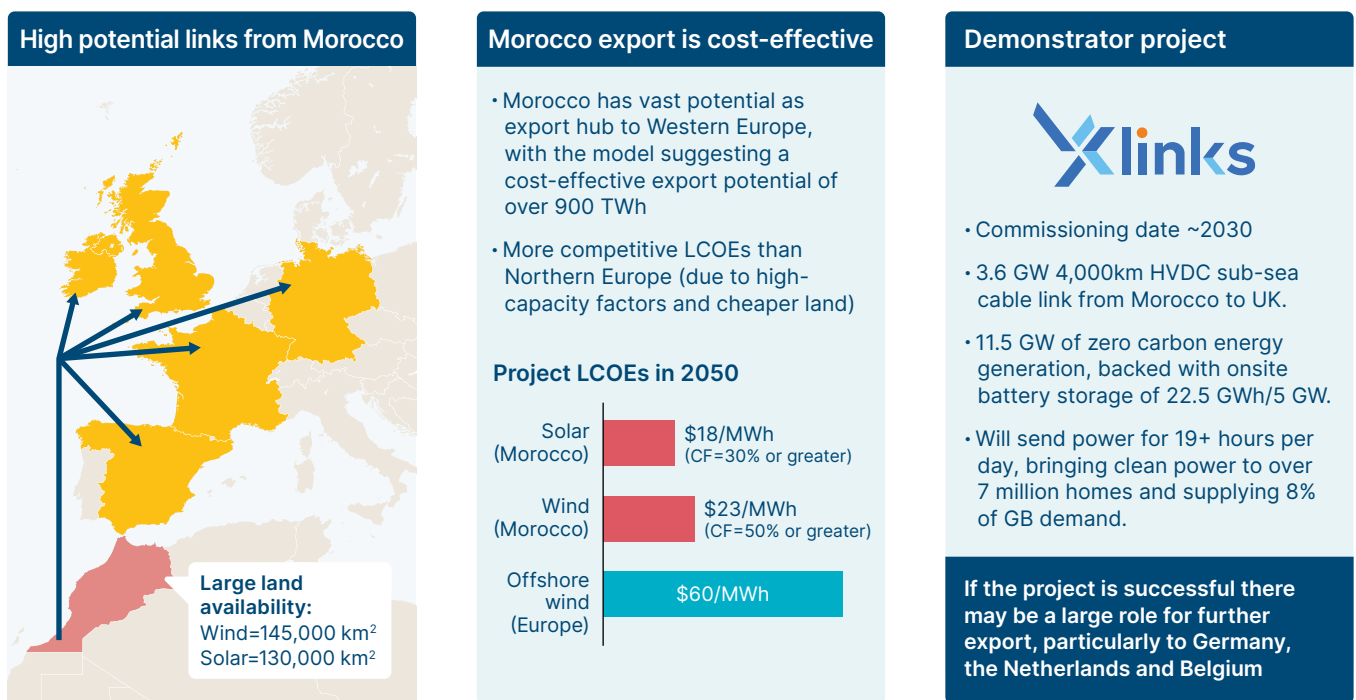 High potential links from Morocco
Large land
availability:
Wind=145,000 km²
Solar=130,000 km²
Morocco export is cost-effective
• Morocco has vast potential as
export hub to Western Europe,
with the model suggesting a
cost-effective export potential of
over 900 TWh
• More competitive LCOEs than
Northern Europe (due to high-
capacity factors and cheaper land)
Project LCOEs in 2050
Solar
(Morocco)
$18/MWh
(CF=30% or greater)
Wind
(Morocco)
$23/MWh
(CF=50% or greater)
Offshore
wind
(Europe)
$60/MWh
Demonstrator project
Xlinks
• Commissioning date ~2030
• 3.6 GW 4,000km HVDC sub-sea
cable link from Morocco to UK.
• 11.5 GW of zero carbon energy
generation, backed with onsite
battery storage of 22.5 GWh/5 GW.
• Will send power for 19+ hours per
day, bringing clean power to over
7 million homes and supplying 8%
of GB demand.
If the project is successful there
may be a large role for further
export, particularly to Germany,
the Netherlands and Belgium